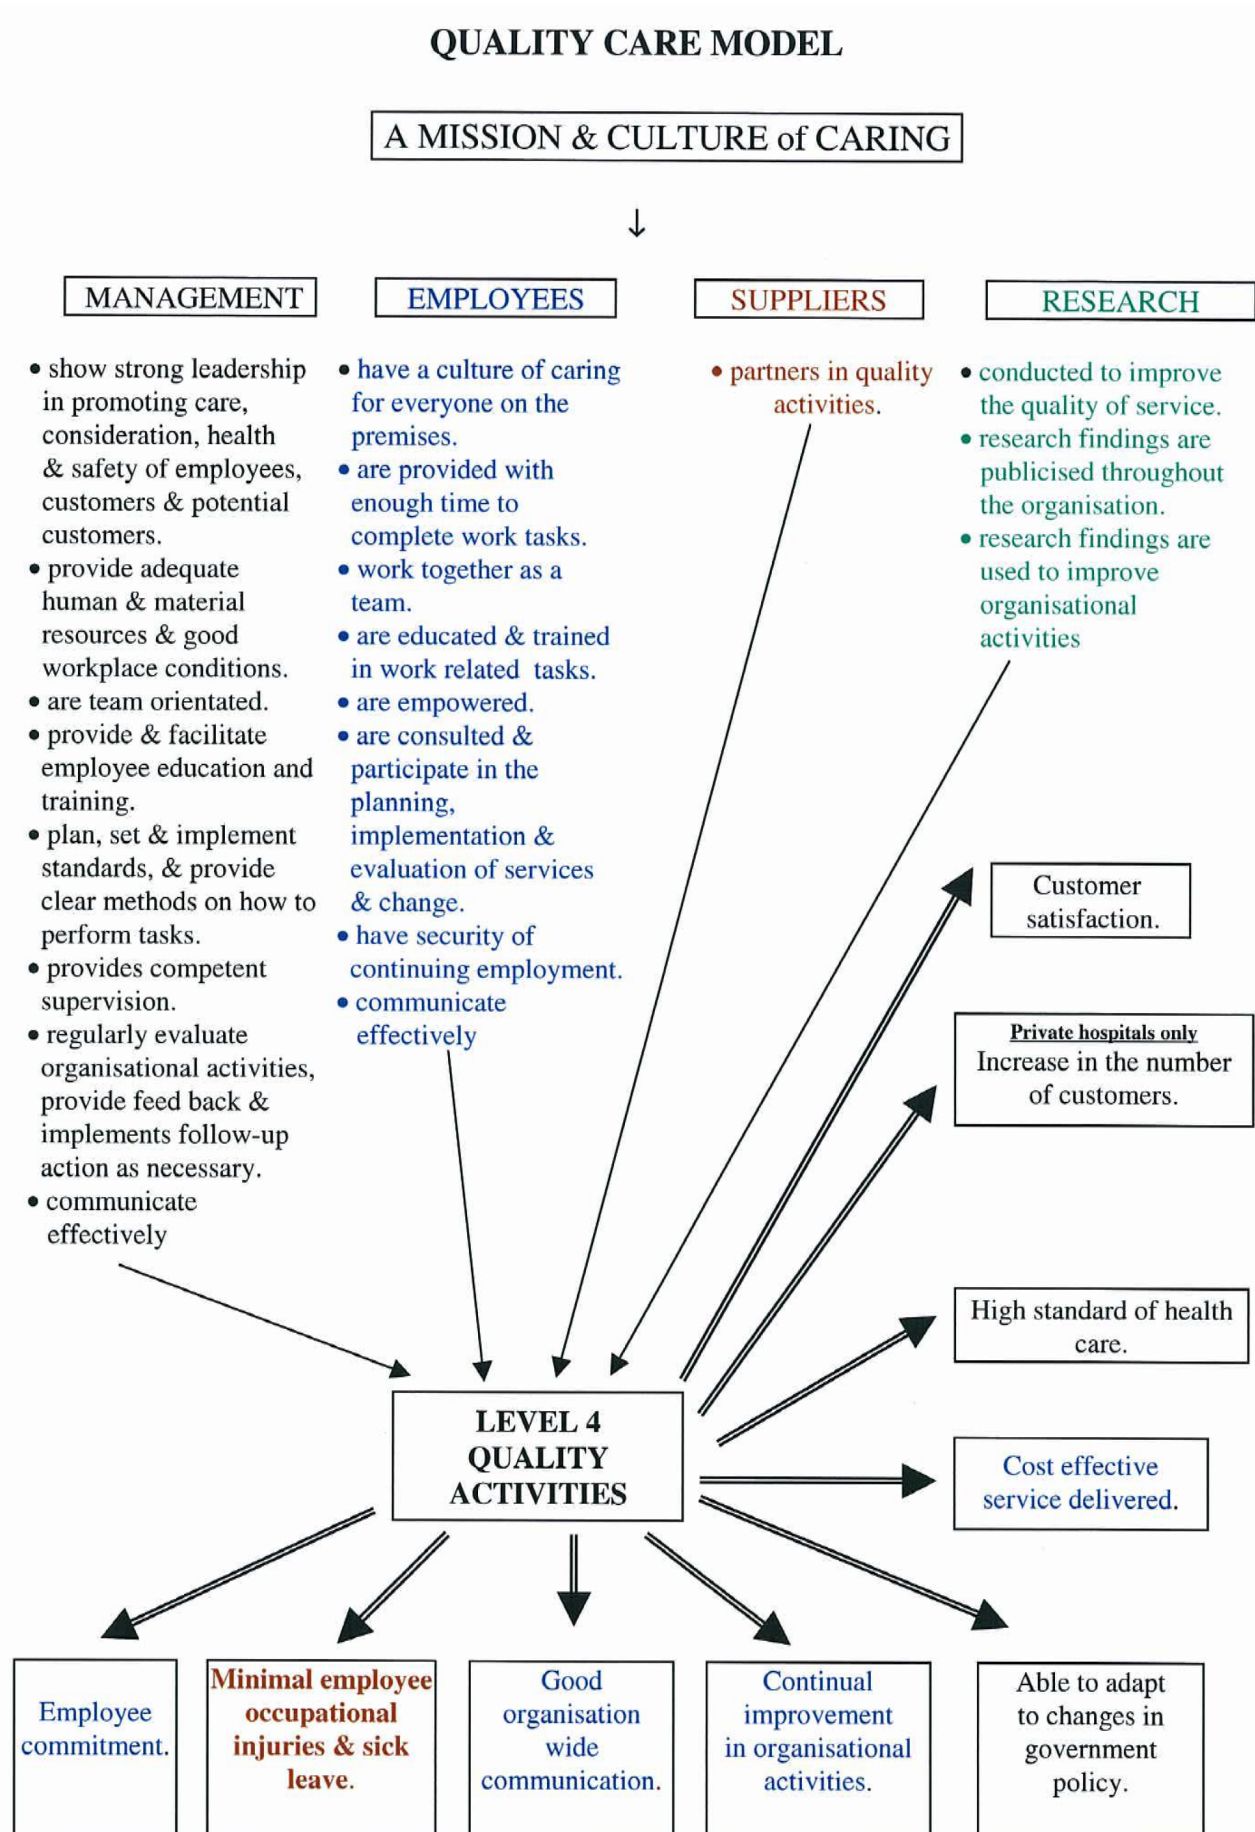 QUALITY CARE MODEL
A MISSION & CULTURE of CARING
↓
MANAGEMENT
• show strong leadership
in promoting care,
consideration, health
& safety of employees,
customers & potential
customers.
• provide adequate
human & material
resources & good
workplace conditions.
• are team orientated.
• provide & facilitate
employee education and
training.
• plan, set & implement
standards, & provide
clear methods on how to
perform tasks.
• provides competent
supervision.
• regularly evaluate
organisational activities,
provide feed back &
implements follow-up
action as necessary.
• communicate
effectively
EMPLOYEES
• have a culture of caring
for everyone on the
premises.
• are provided with
enough time to
complete work tasks.
• work together as a
team.
• are educated & trained
in work related tasks.
• are empowered.
• are consulted &
participate in the
planning,
implementation &
evaluation of services
& change.
• have security of
continuing employment.
• communicate
effectively
SUPPLIERS
• partners in quality
activities.
RESEARCH
• conducted to improve
the quality of service.
• research findings are
publicised throughout
the organisation.
• research findings are
used to improve
organisational
activities
LEVEL 4
QUALITY
ACTIVITIES
Customer
satisfaction.
Private hospitals only
Increase in the number
of customers.
High standard of health
care.
Cost effective
service delivered.
Employee
commitment.
Minimal employee
occupational
injuries & sick
leave.
Good
organisation
wide
communication.
Continual
improvement
in organisational
activities.
Able to adapt
to changes in
government
policy.